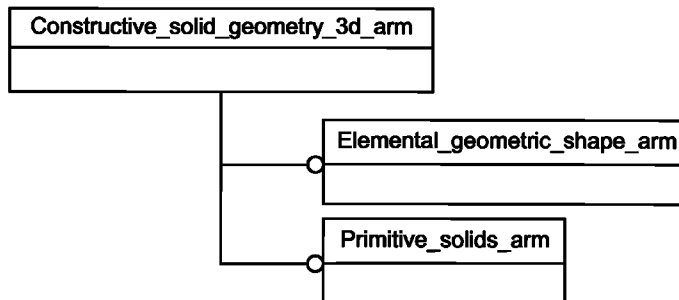 Constructive_solid_geometry_3d_arm
Elemental_geometric_shape_arm
Primitive_solids_arm